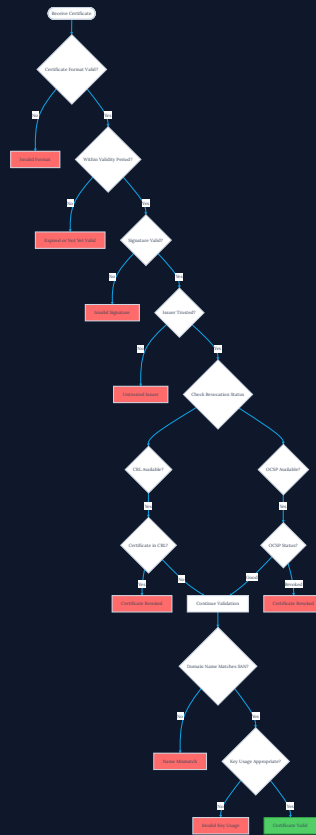 Receive Certificate
Certificate Format Valid?
No
Yes
Invalid Format
Within Validity Period?
No
Yes
Expired or Not Yet Valid
Signature Valid?
No
Yes
Invalid Signature
Issuer Trusted?
No
Yes
Untrusted Issuer
Check Revocation Status
CRL Available?
OCSP Available?
Yes
Yes
Certificate in CRL?
OCSP Status?
Yes
No
Good
Revoked
Certificate Revoked
Continue Validation
Certificate Revoked
Domain Name Matches SAN?
No
Yes
Name Mismatch
Key Usage Appropriate?
No
Yes
Invalid Key Usage
Certificate Valid